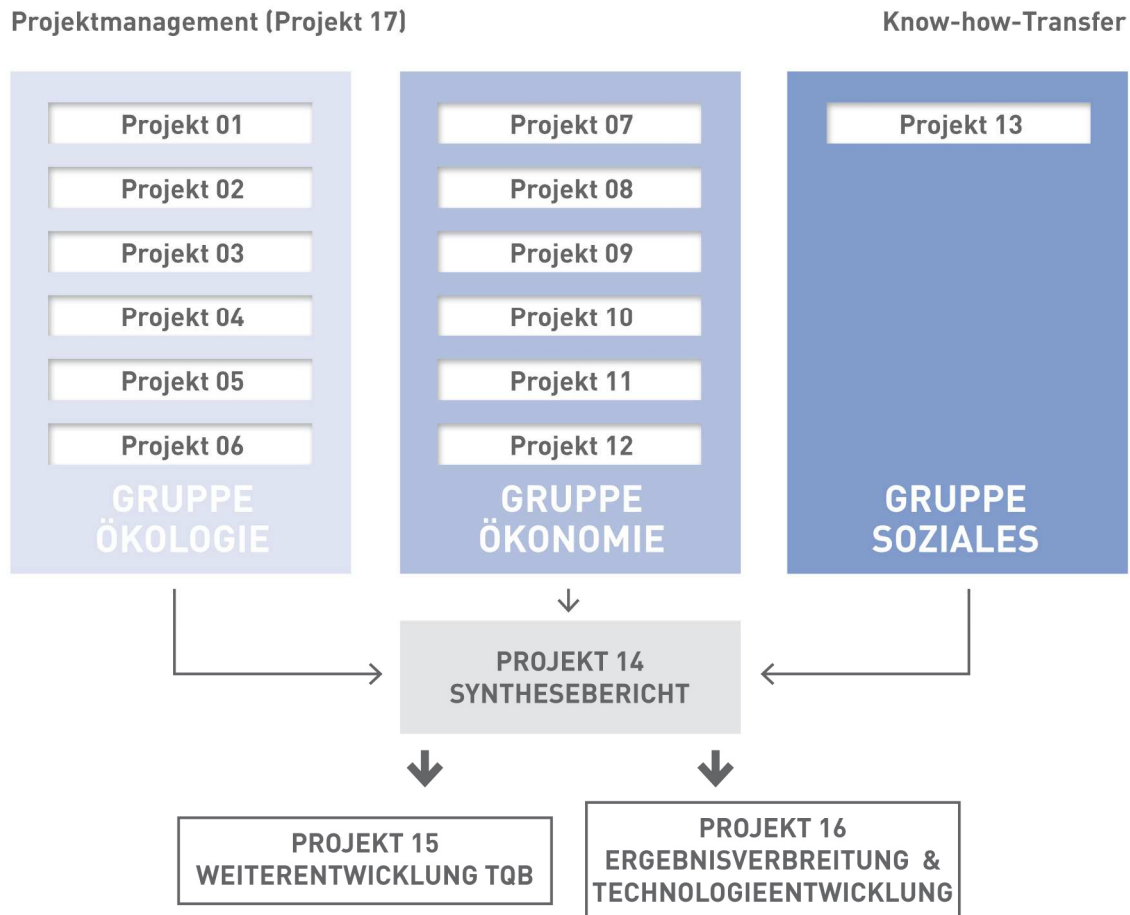 Projektmanagement (Projekt 17)
Know-how-Transfer
Projekt 01
Projekt 02
Projekt 03
Projekt 04
Projekt 05
Projekt 06
GRUPPE
ÖKOLOGIE
Projekt 07
Projekt 08
Projekt 09
Projekt 10
Projekt 11
Projekt 12
GRUPPE
ÖKONOMIE
Projekt 13
GRUPPE
SOZIALES
PROJEKT 14
SYNTHESEBERICHT
PROJEKT 15
WEITERENTWICKLUNG TQB
PROJEKT 16
ERGEBNISVERBREITUNG &
TECHNOLOGIEENTWICKLUNG